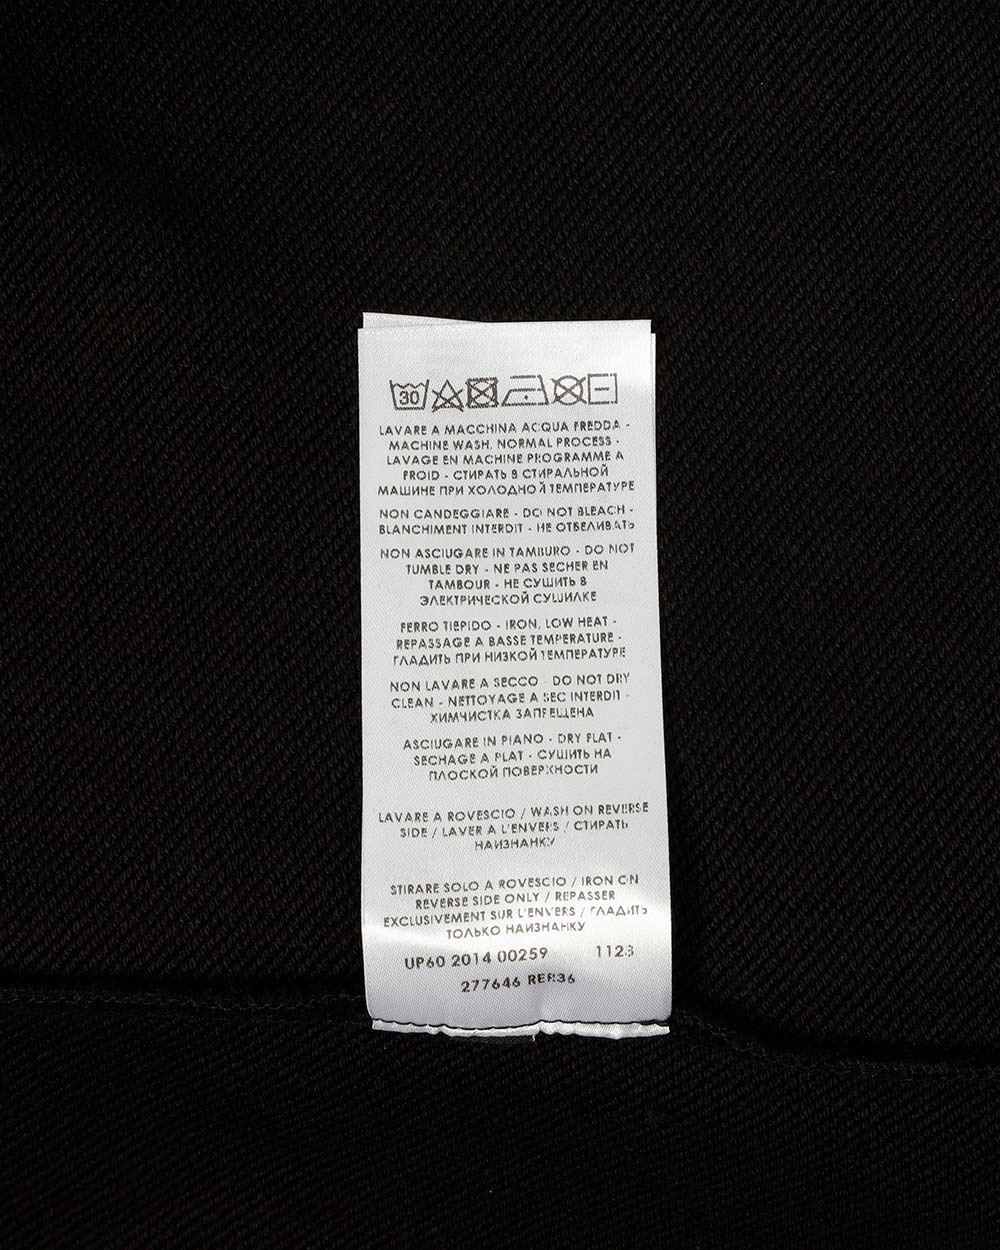 30
LAVARE A MACCHINA ACQUA FREDDA -
MACHINE WASH, NORMAL PROCESS -
LAVAGE EN MACHINE PROGRAMME A
FROID - СТИРАТЬ В СТИРАЛЬНОЙ
МАШИНЕ ПРИ ХОЛОДНОЙ ТЕМПЕРАТУРЕ
NON CANDEGGIARE - DO NOT BLEACH -
BLANCHIMENT INTERDIT - НЕ ОТБЕЛИВАТЬ
NON ASCIUGARE IN TAMBURO - DO NOT
TUMBLE DRY - NE PAS SECHER EN
TAMBOUR - НЕ СУШИТЬ В
ЭЛЕКТРИЧЕСКОЙ СУШИЛКЕ
FERRO TIEPIDO - IRON, LOW HEAT -
REPASSAGE A BASSE TEMPERATURE -
ГЛАДИТЬ ПРИ НИЗКОЙ ТЕМПЕРАТУРЕ
NON LAVARE A SECCO - DO NOT DRY
CLEAN - NETTOYAGE A SEC INTERDIT -
ХИМЧИСТКА ЗАПРЕЩЕНА
ASCIUGARE IN PIANO - DRY FLAT -
SECHAGE A PLAT - СУШИТЬ НА
ПЛОСКОЙ ПОВЕРХНОСТИ
LAVARE A ROVESCIO / WASH ON REVERSE
SIDE / LAVER A L'ENVERS / СТИРАТЬ
НАИЗНАНКУ
STIRARE SOLO A ROVESCIO / IRON ON
REVERSE SIDE ONLY / REPASSER
EXCLUSIVEMENT SUR L'ENVERS / ГЛАДИТЬ
ТОЛЬКО НАИЗНАНКУ
UP60 2014 00259 1123
277646 RER36